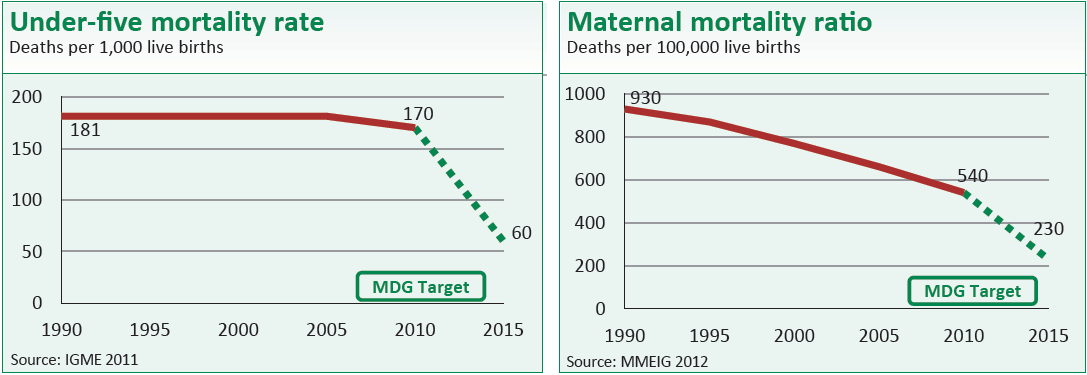 Under-five mortality rate
Deaths per 1,000 live births
200
150
100
50
0
181
170
60
MDG Target
1990 1995 2000 2005 2010 2015
Source: IGME 2011
Maternal mortality ratio
Deaths per 100,000 live births
1000
800
600
400
200
0
930
540
230
MDG Target
1990 1995 2000 2005 2010 2015
Source: MMEIG 2012